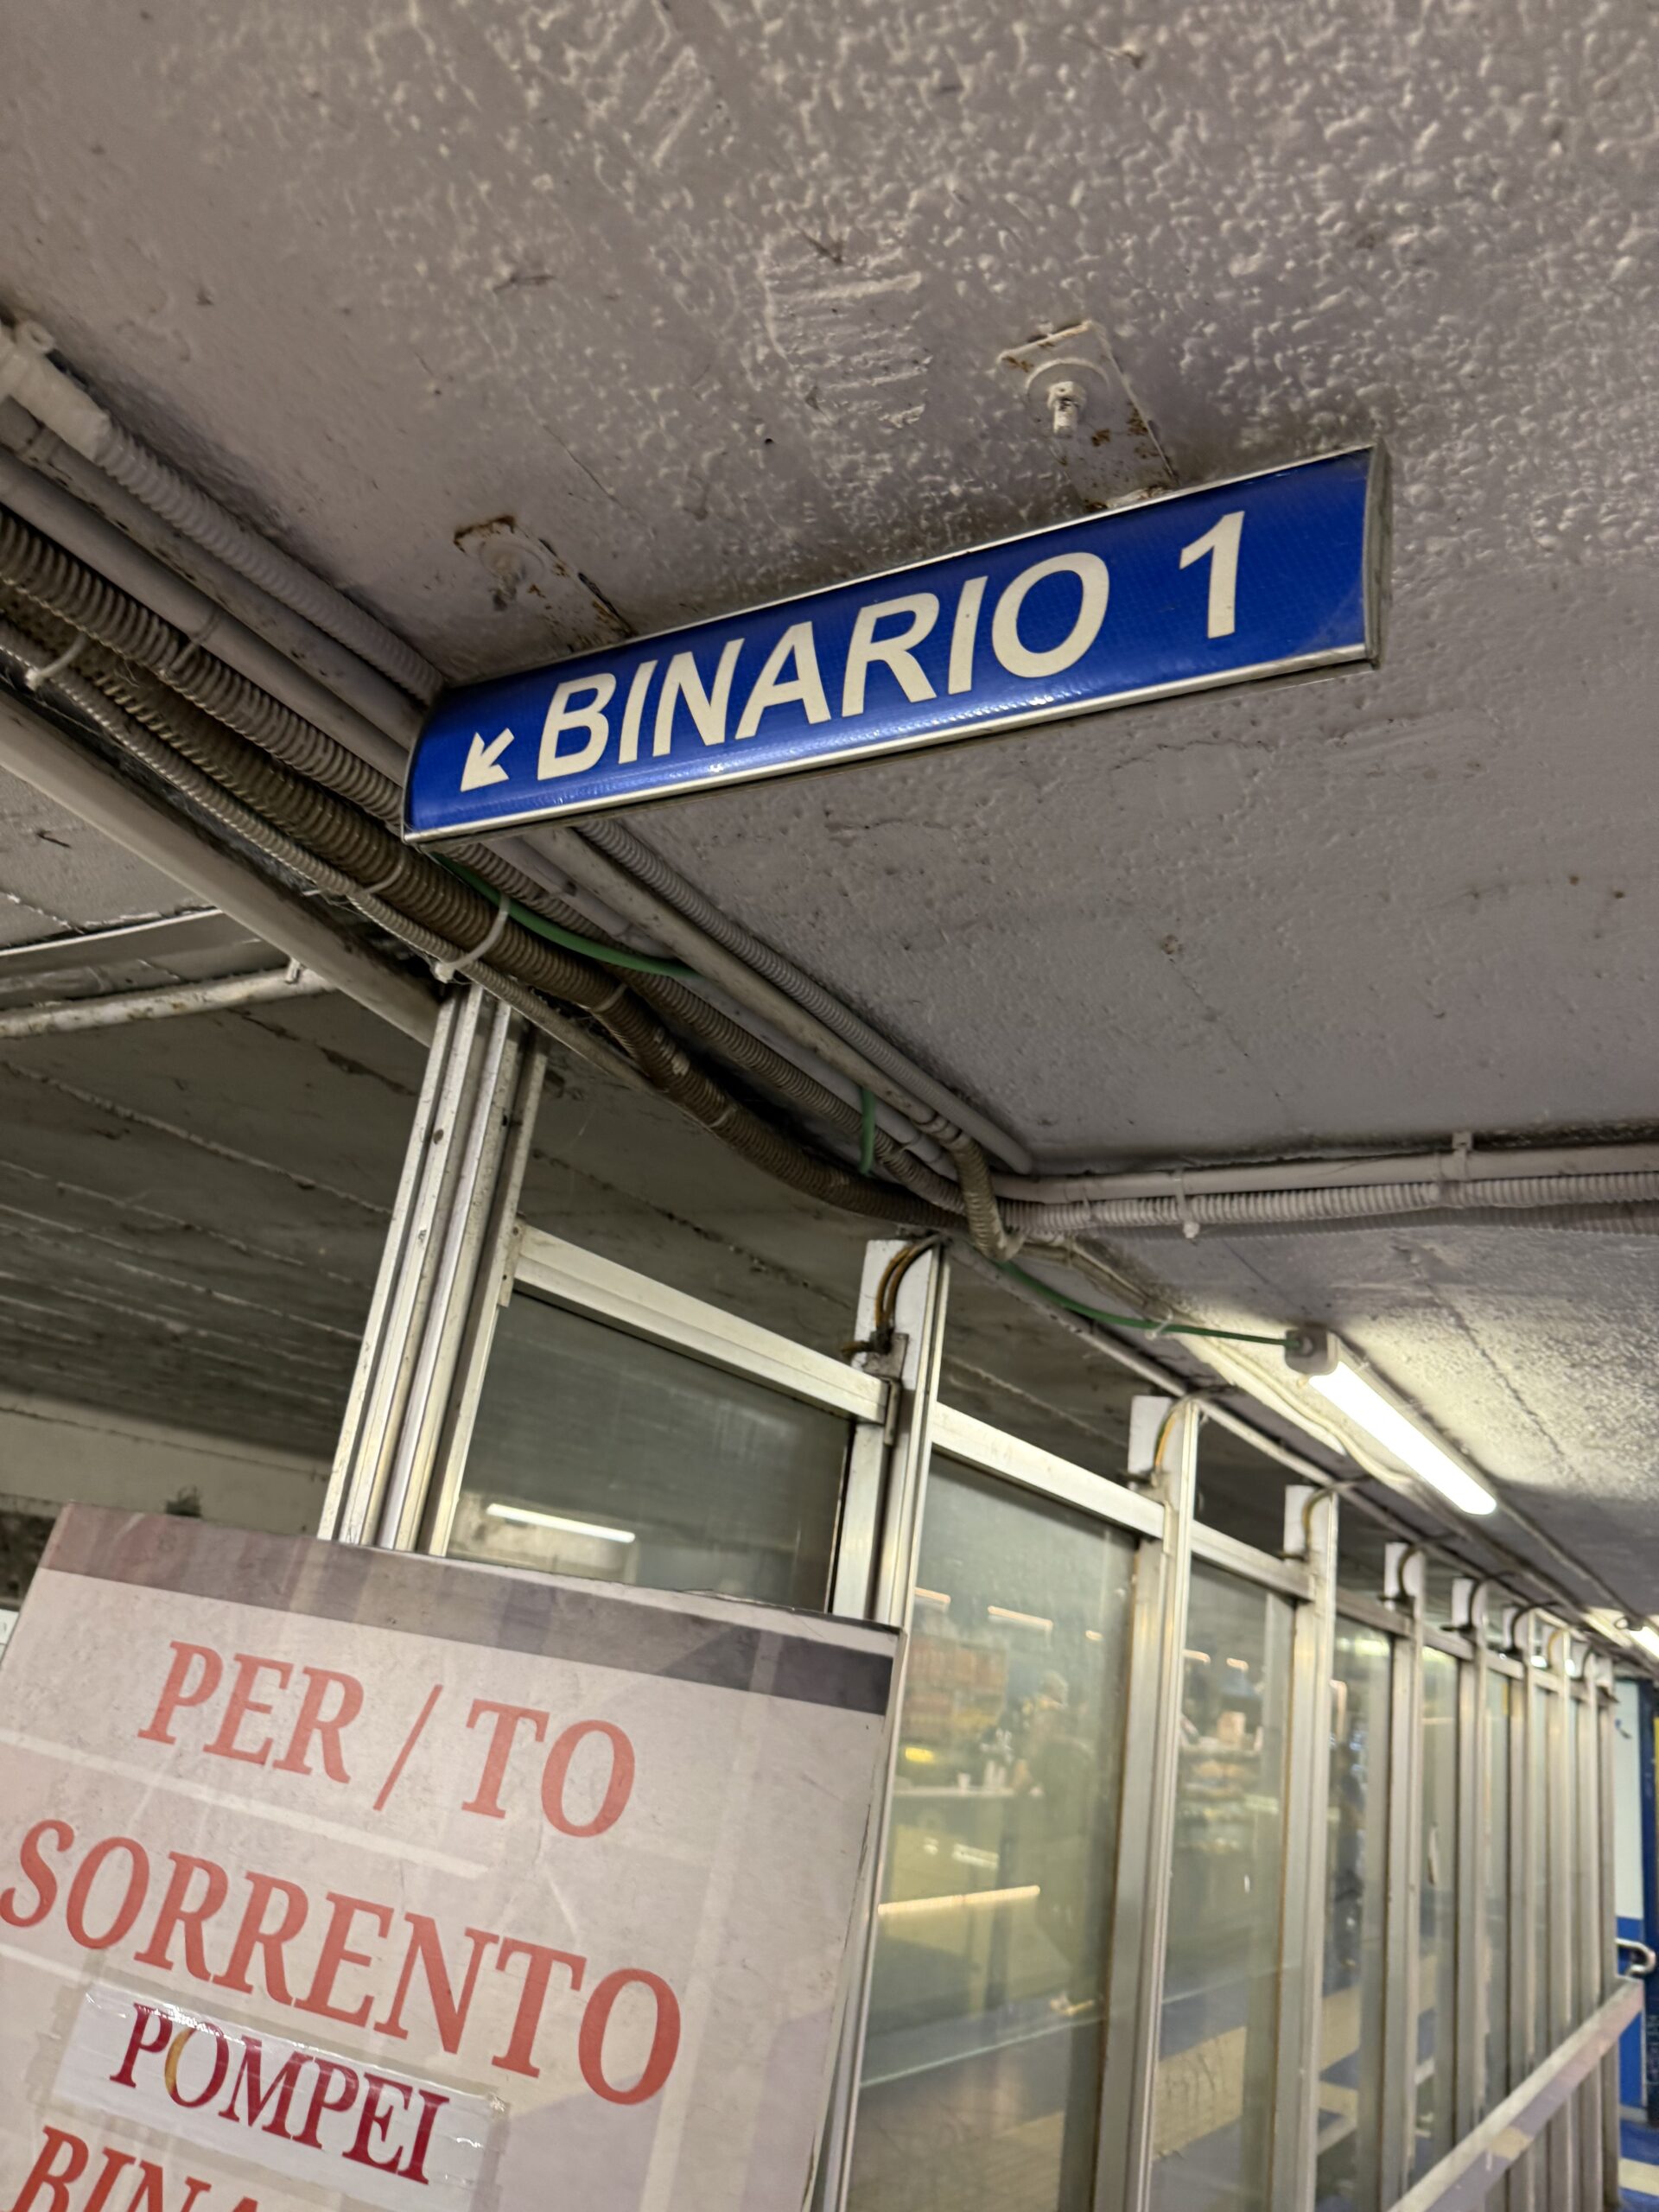 BINARIO 1
PER / TO
SORRENTO
POMPEI